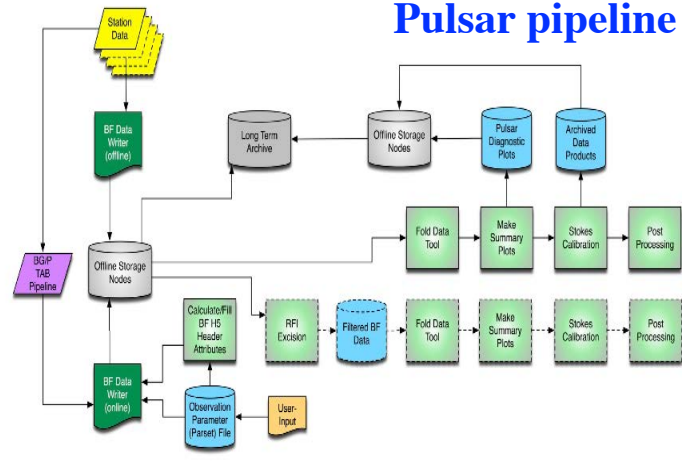 Pulsar pipeline
Station
Data
BF Data
Writer
(offline)
Long Term
Archive
Offline Storage
Nodes
Pulsar
Diagnostic
Plots
Archived
Data
Products
Fold Data
Tool
Make
Summary
Plots
Stokes
Calibration
Post
Processing
BG/P
TAB
Pipeline
Offline Storage
Nodes
Calculate/Fill
BF H5
Header
Attributes
RFI
Excision
Filtered BF
Data
Fold Data
Tool
Make
Summary
Plots
Stokes
Calibration
Post
Processing
BF Data
Writer
(online)
Observation
Parameter
(Parset) File
User-
Input